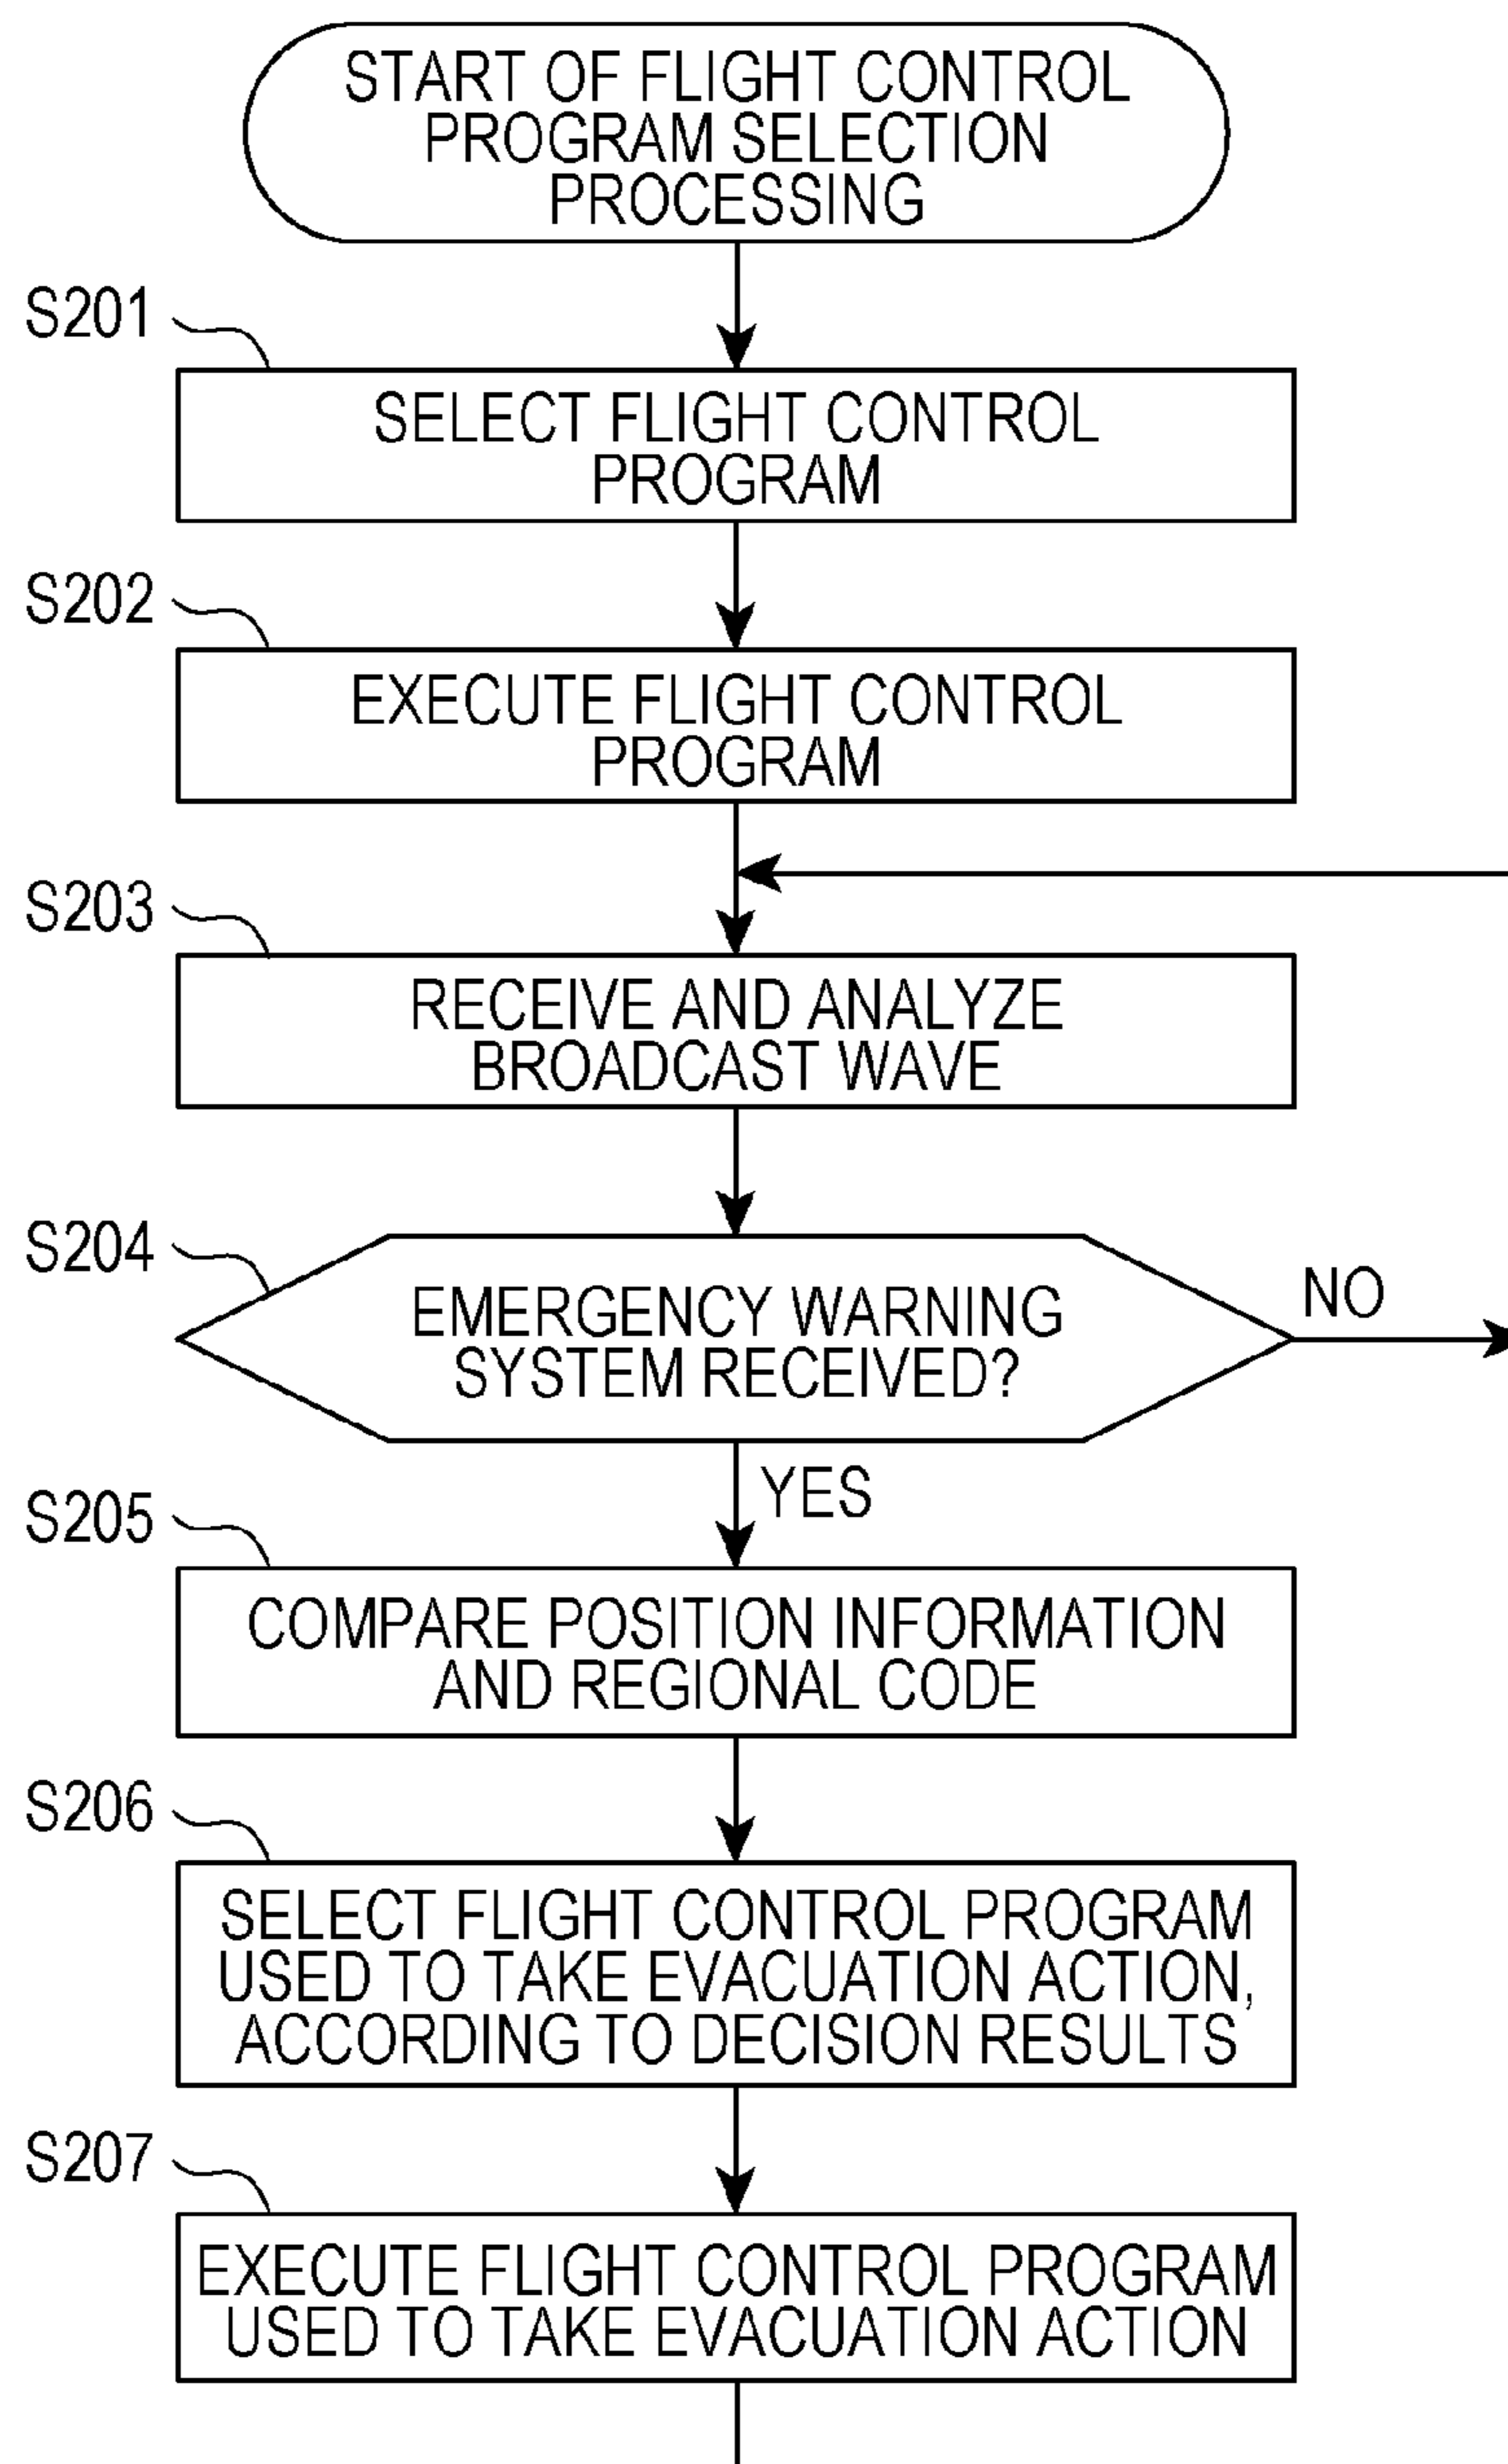 START OF FLIGHT CONTROL
PROGRAM SELECTION
PROCESSING
S201
SELECT FLIGHT CONTROL
PROGRAM
S202
EXECUTE FLIGHT CONTROL
PROGRAM
S203
RECEIVE AND ANALYZE
BROADCAST WAVE
S204
EMERGENCY WARNING
SYSTEM RECEIVED?
NO
YES
S205
COMPARE POSITION INFORMATION
AND REGIONAL CODE
S206
SELECT FLIGHT CONTROL PROGRAM
USED TO TAKE EVACUATION ACTION,
ACCORDING TO DECISION RESULTS
S207
EXECUTE FLIGHT CONTROL PROGRAM
USED TO TAKE EVACUATION ACTION